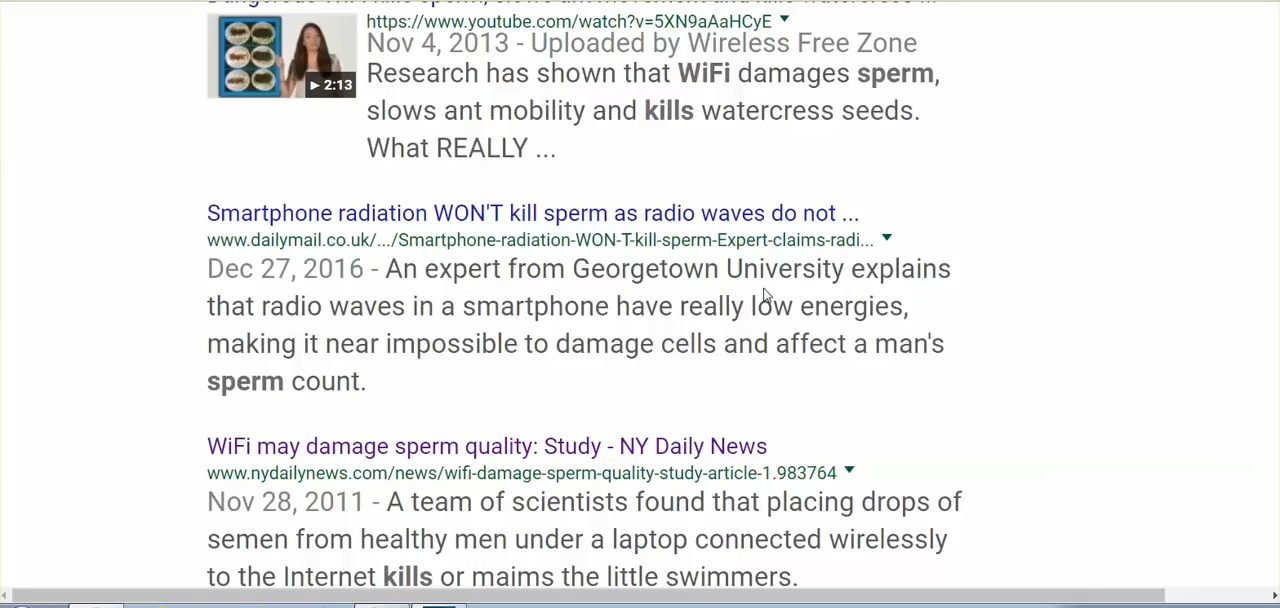 https://www.youtube.com/watch?v=5XN9aAaHCyE
Nov 4, 2013 - Uploaded by Wireless Free Zone
▶ 2:13
Research has shown that WiFi damages sperm,
slows ant mobility and kills watercress seeds.
What REALLY ...
Smartphone radiation WON'T kill sperm as radio waves do not ...
www.dailymail.co.uk/.../Smartphone-radiation-WON-T-kill-sperm-Expert-claims-radi...
Dec 27, 2016 - An expert from Georgetown University explains
that radio waves in a smartphone have really low energies,
making it near impossible to damage cells and affect a man's
sperm count.
WiFi may damage sperm quality: Study - NY Daily News
www.nydailynews.com/news/wifi-damage-sperm-quality-study-article-1.983764
Nov 28, 2011 - A team of scientists found that placing drops of
semen from healthy men under a laptop connected wirelessly
to the Internet kills or maims the little swimmers.